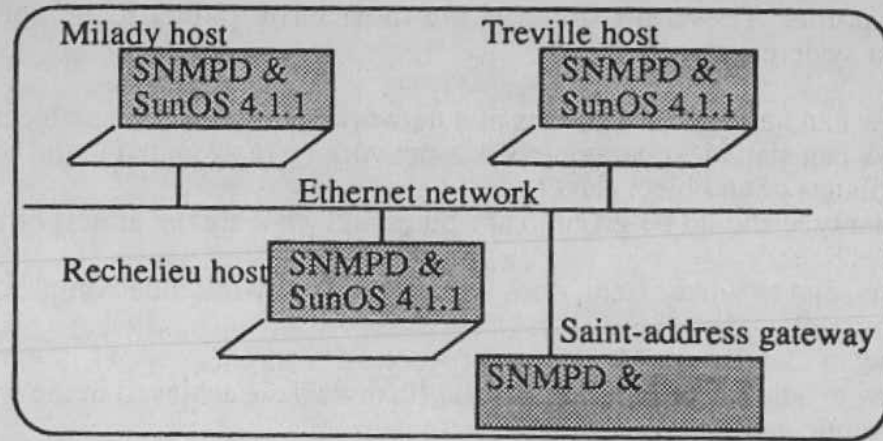 Milady host
SNMPD &
SunOS 4.1.1
Treville host
SNMPD &
SunOS 4.1.1
Ethernet network
Rechelieu host
SNMPD &
SunOS 4.1.1
Saint-address gateway
SNMPD &